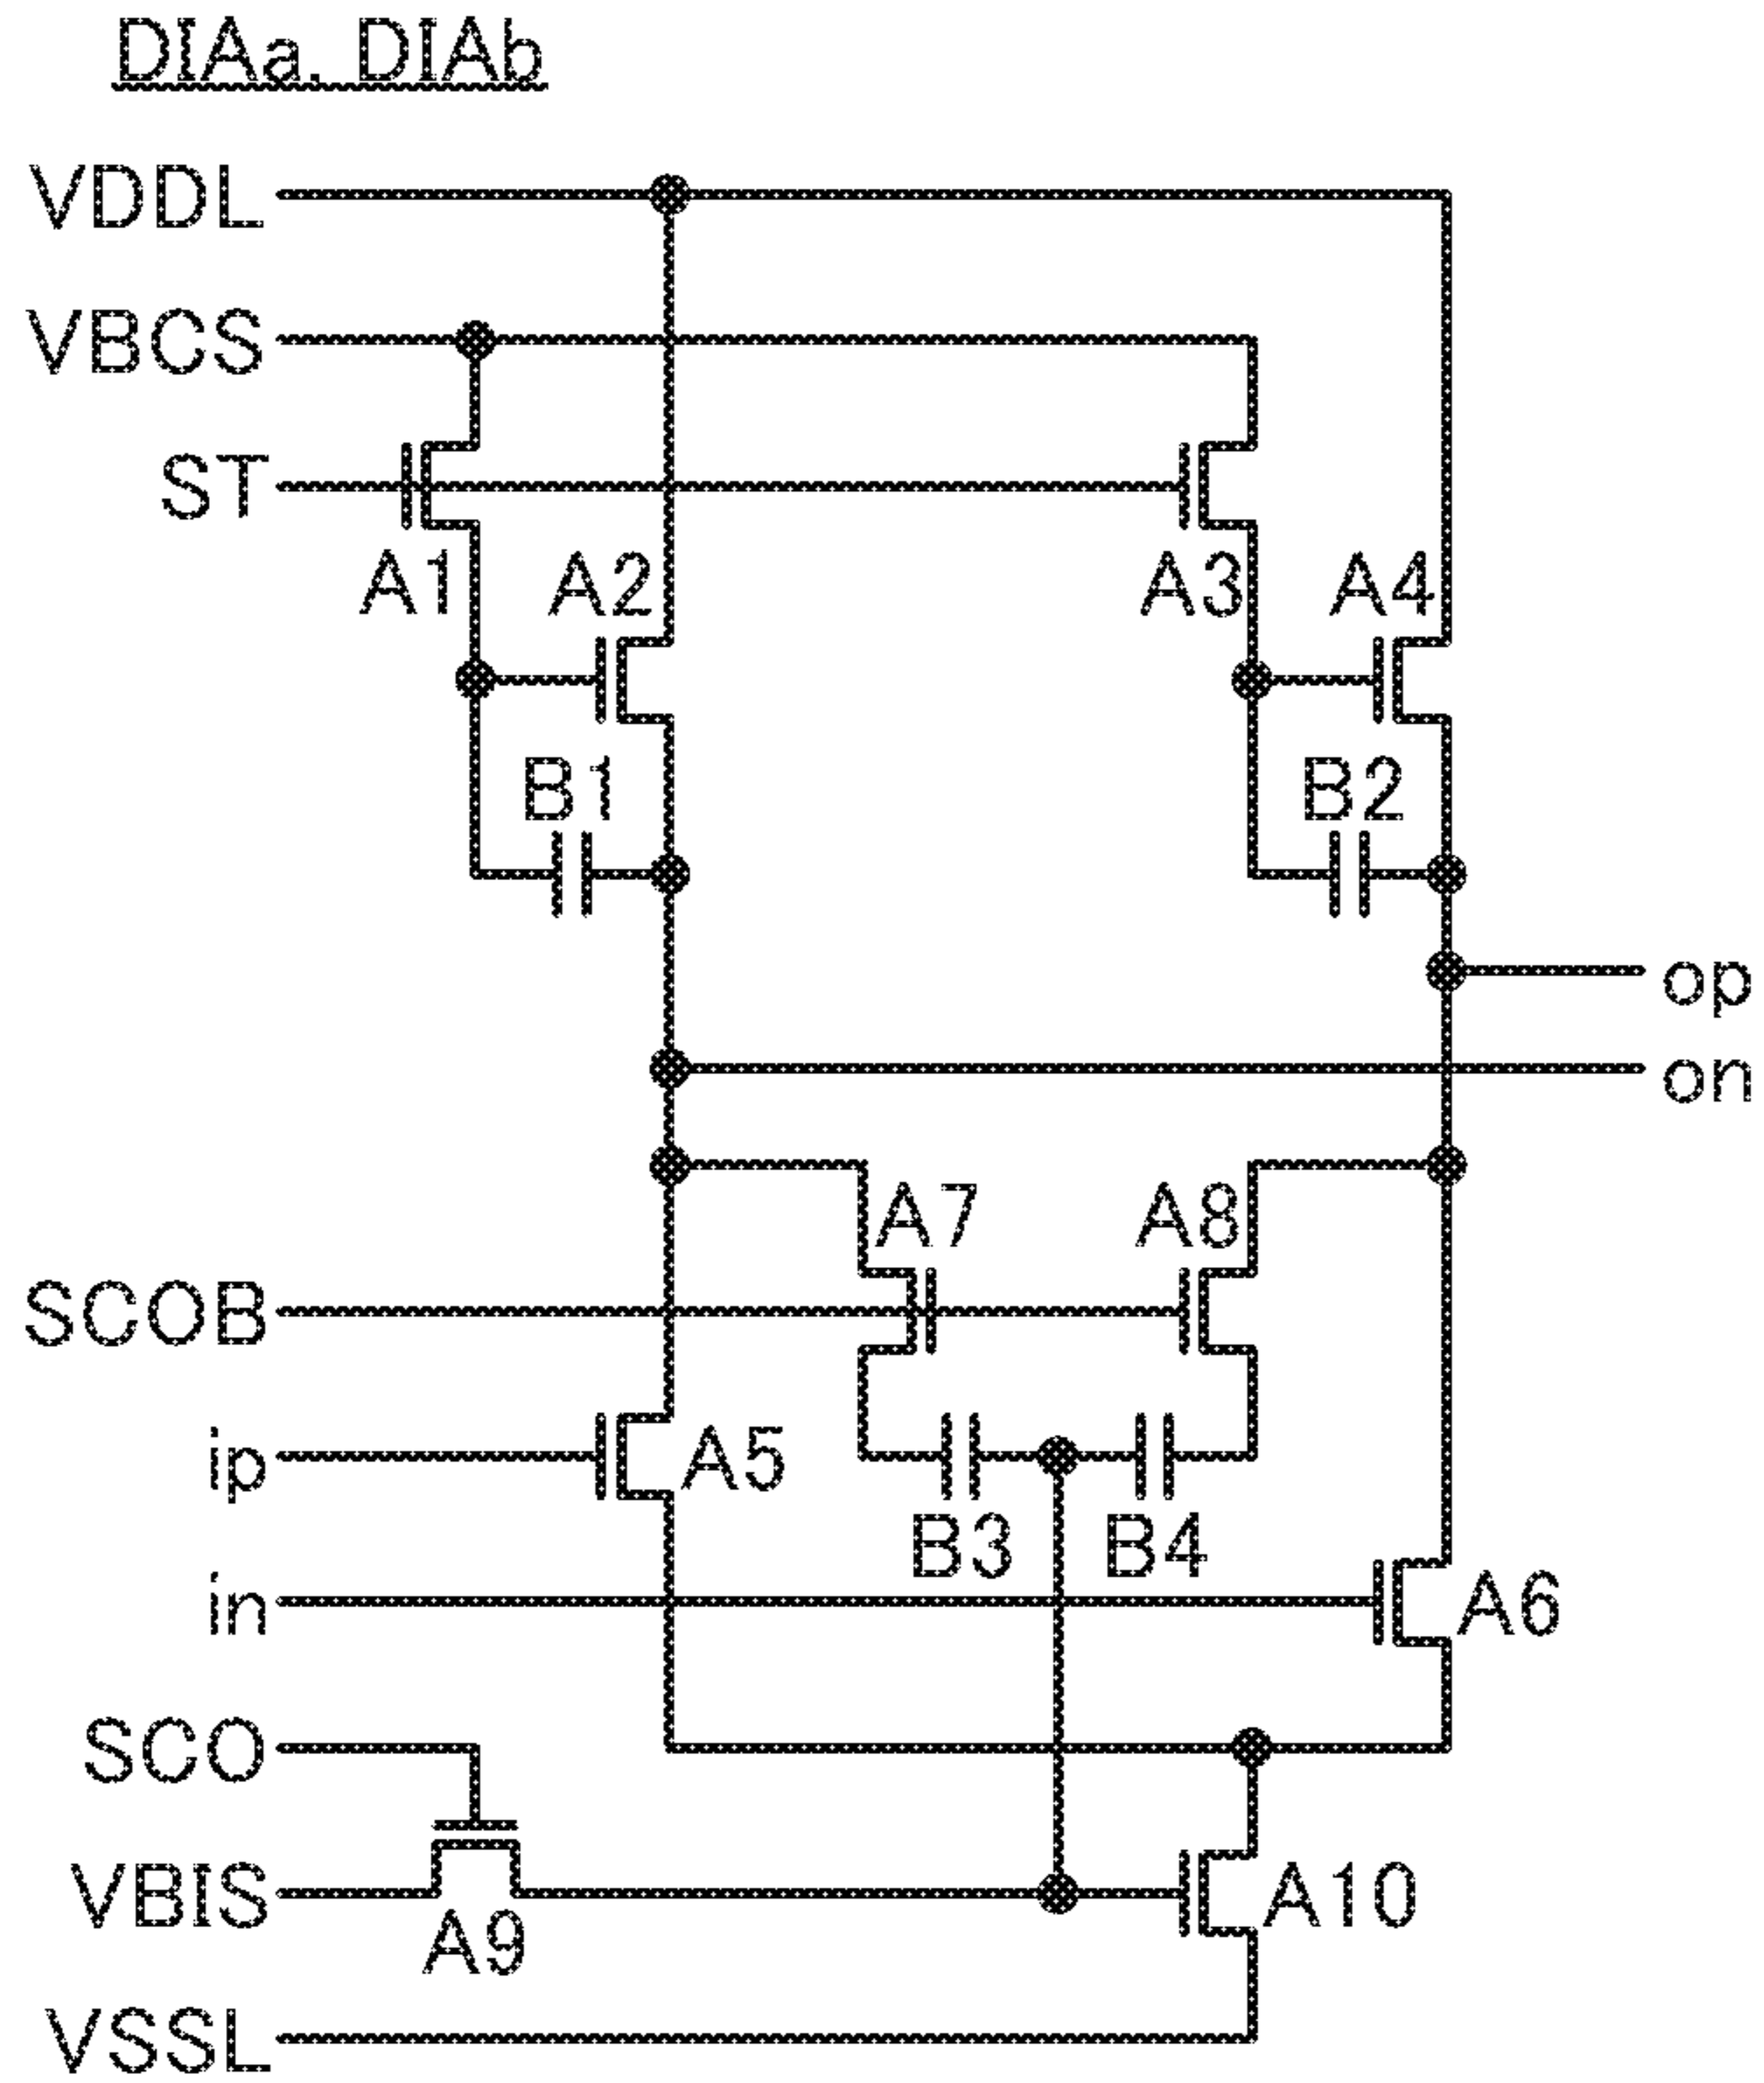 DIAa, DIAb
VDDL
VBCS
ST
A1 A2 A3 A4
B1 B2
op
on
A7 A8
SCOB
ip A5
B3 B4
in A6
SCO
VBIS A10
A9
VSSL